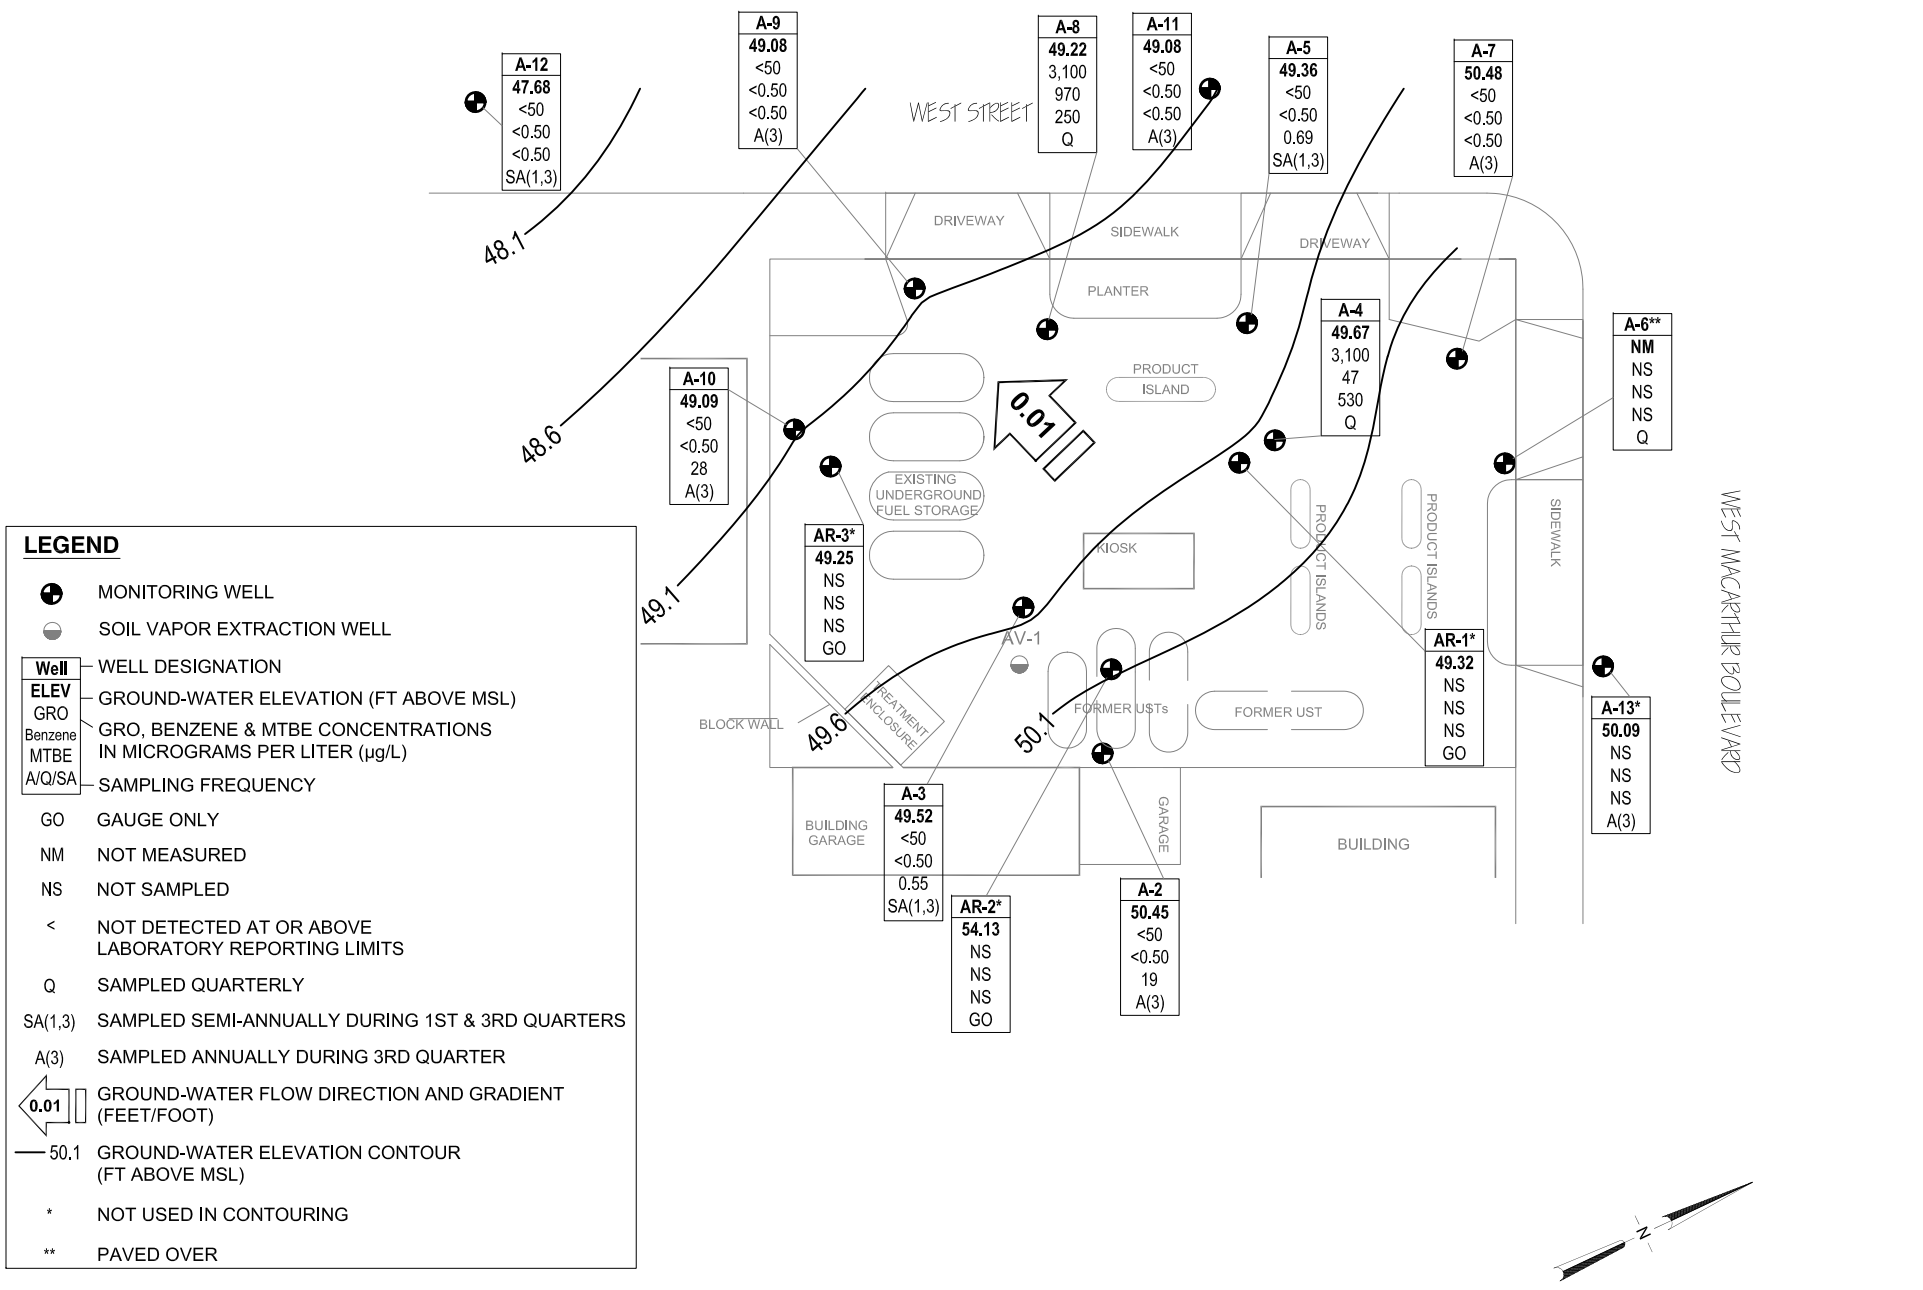 A-12
47.68
<50
<0.50
<0.50
SA(1,3)
A-9
49.08
<50
<0.50
<0.50
A(3)
WEST STREET
A-8
49.22
3,100
970
250
Q
A-11
49.08
<50
<0.50
<0.50
A(3)
A-5
49.36
<50
<0.50
0.69
SA(1,3)
A-7
50.48
<50
<0.50
<0.50
A(3)
48.1
DRIVEWAY
SIDEWALK
DRIVEWAY
PLANTER
A-4
49.67
3,100
47
530
Q
A-6**
NM
NS
NS
NS
Q
A-10
49.09
<50
<0.50
28
A(3)
PRODUCT
ISLAND
0.01
48.6
EXISTING
UNDERGROUND
FUEL STORAGE
AR-3*
49.25
NS
NS
NS
GO
KIOSK
PRODUCT ISLANDS
PRODUCT ISLANDS
SIDEWALK
WEST MACARTHUR BOULEVARD
49.1
AV-1
AR-1*
49.32
NS
NS
NS
GO
A-13*
50.09
NS
NS
NS
A(3)
BLOCK WALL
TREATMENT
ENCLOSURE
49.6
50.1
FORMER USTs
FORMER UST
BUILDING
GARAGE
A-3
49.52
<50
<0.50
0.55
SA(1,3)
GARAGE
BUILDING
AR-2*
54.13
NS
NS
NS
GO
A-2
50.45
<50
<0.50
19
A(3)
LEGEND
MONITORING WELL
SOIL VAPOR EXTRACTION WELL
Well
WELL DESIGNATION
ELEV
GROUND-WATER ELEVATION (FT ABOVE MSL)
GRO
Benzene
MTBE
GRO, BENZENE & MTBE CONCENTRATIONS
IN MICROGRAMS PER LITER (µg/L)
A/Q/SA
SAMPLING FREQUENCY
GO GAUGE ONLY
NM NOT MEASURED
NS NOT SAMPLED
< NOT DETECTED AT OR ABOVE
LABORATORY REPORTING LIMITS
Q SAMPLED QUARTERLY
SA(1,3) SAMPLED SEMI-ANNUALLY DURING 1ST & 3RD QUARTERS
A(3) SAMPLED ANNUALLY DURING 3RD QUARTER
0.01 GROUND-WATER FLOW DIRECTION AND GRADIENT
(FEET/FOOT)
50.1 GROUND-WATER ELEVATION CONTOUR
(FT ABOVE MSL)
* NOT USED IN CONTOURING
** PAVED OVER
N